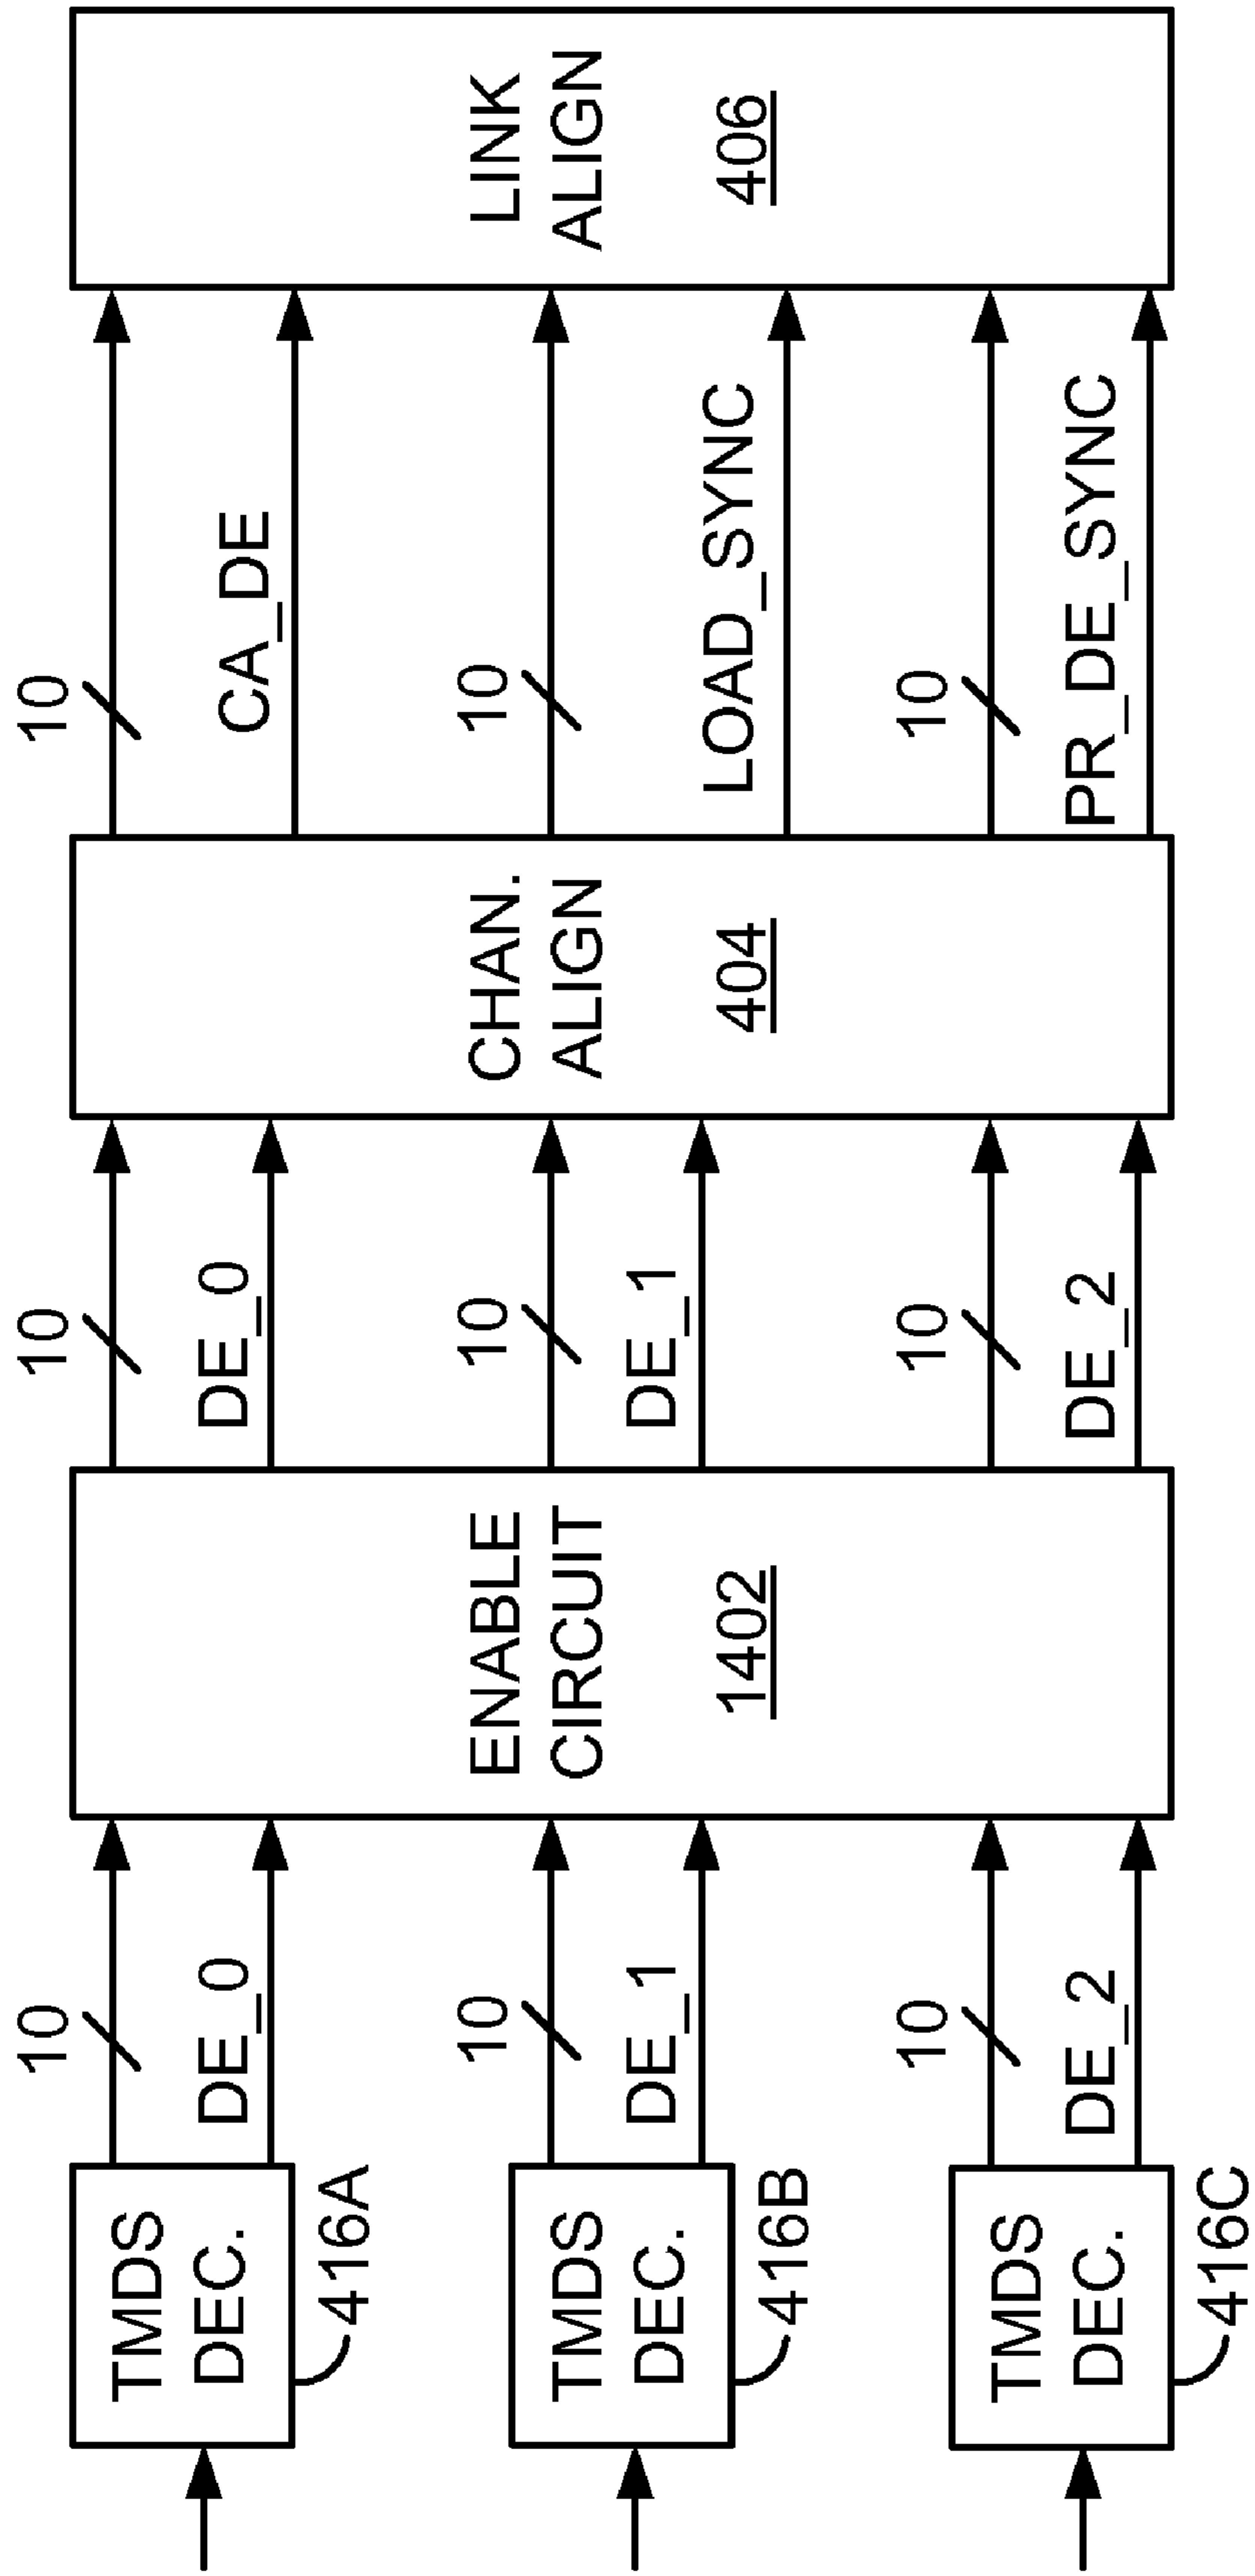 10
DE_0
TMDS
DEC.
416A
10
DE_1
TMDS
DEC.
416B
10
DE_2
TMDS
DEC.
416C
ENABLE
CIRCUIT
1402
10
DE_0
10
DE_1
10
DE_2
CHAN.
ALIGN
404
10
CA_DE
10
LOAD_SYNC
10
PR_DE_SYNC
LINK
ALIGN
406